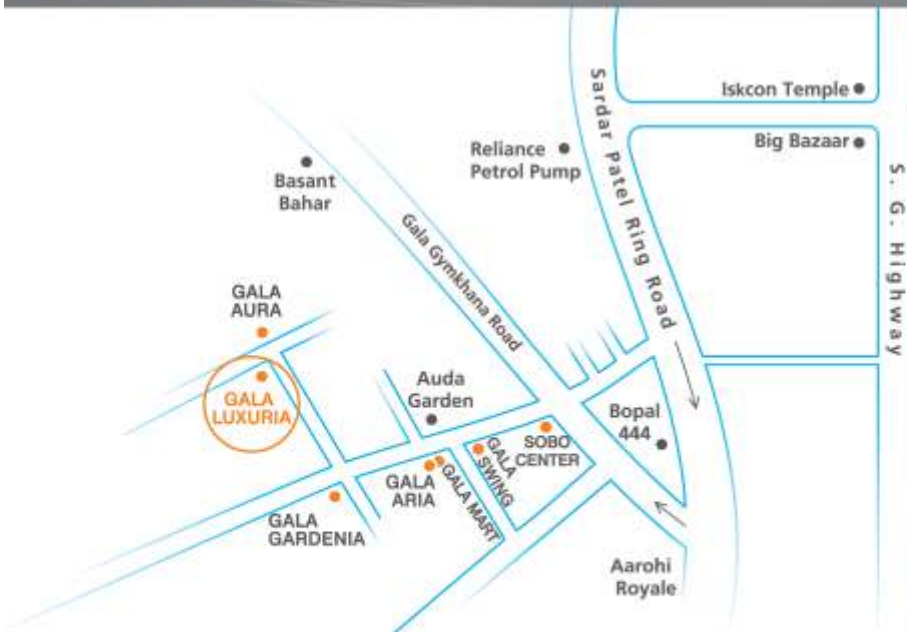 Iskcon Temple
Big Bazaar
Sardar Patel Ring Road
S. G. Highway
Reliance
Petrol Pump
Basant
Bahar
Gala Gymkhana Road
GALA
AURA
GALA
LUXURIA
Auda
Garden
Bopal
444
SOBO
CENTER
GALA
SWING
GALA
ARIA
GALA MART
GALA
GARDENIA
Aarohi
Royale